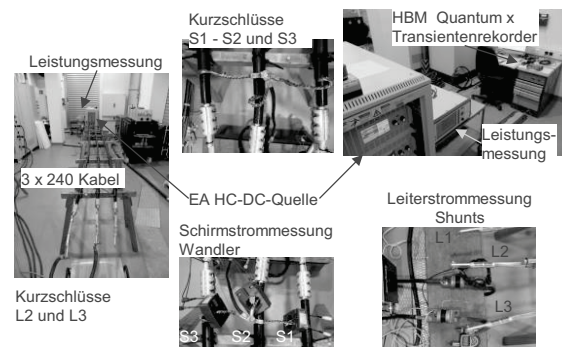 Leistungsmessung
Kurzschlüsse
S1 - S2 und S3
HBM Quantum x
Transientenrekorder
Leistungs-
messung
3 x 240 Kabel
EA HC-DC-Quelle
Kurzschlüsse
L2 und L3
Schirmstrommessung
Wandler
S3 S2 S1
Leiterstrommessung
Shunts
L1
L2
L3